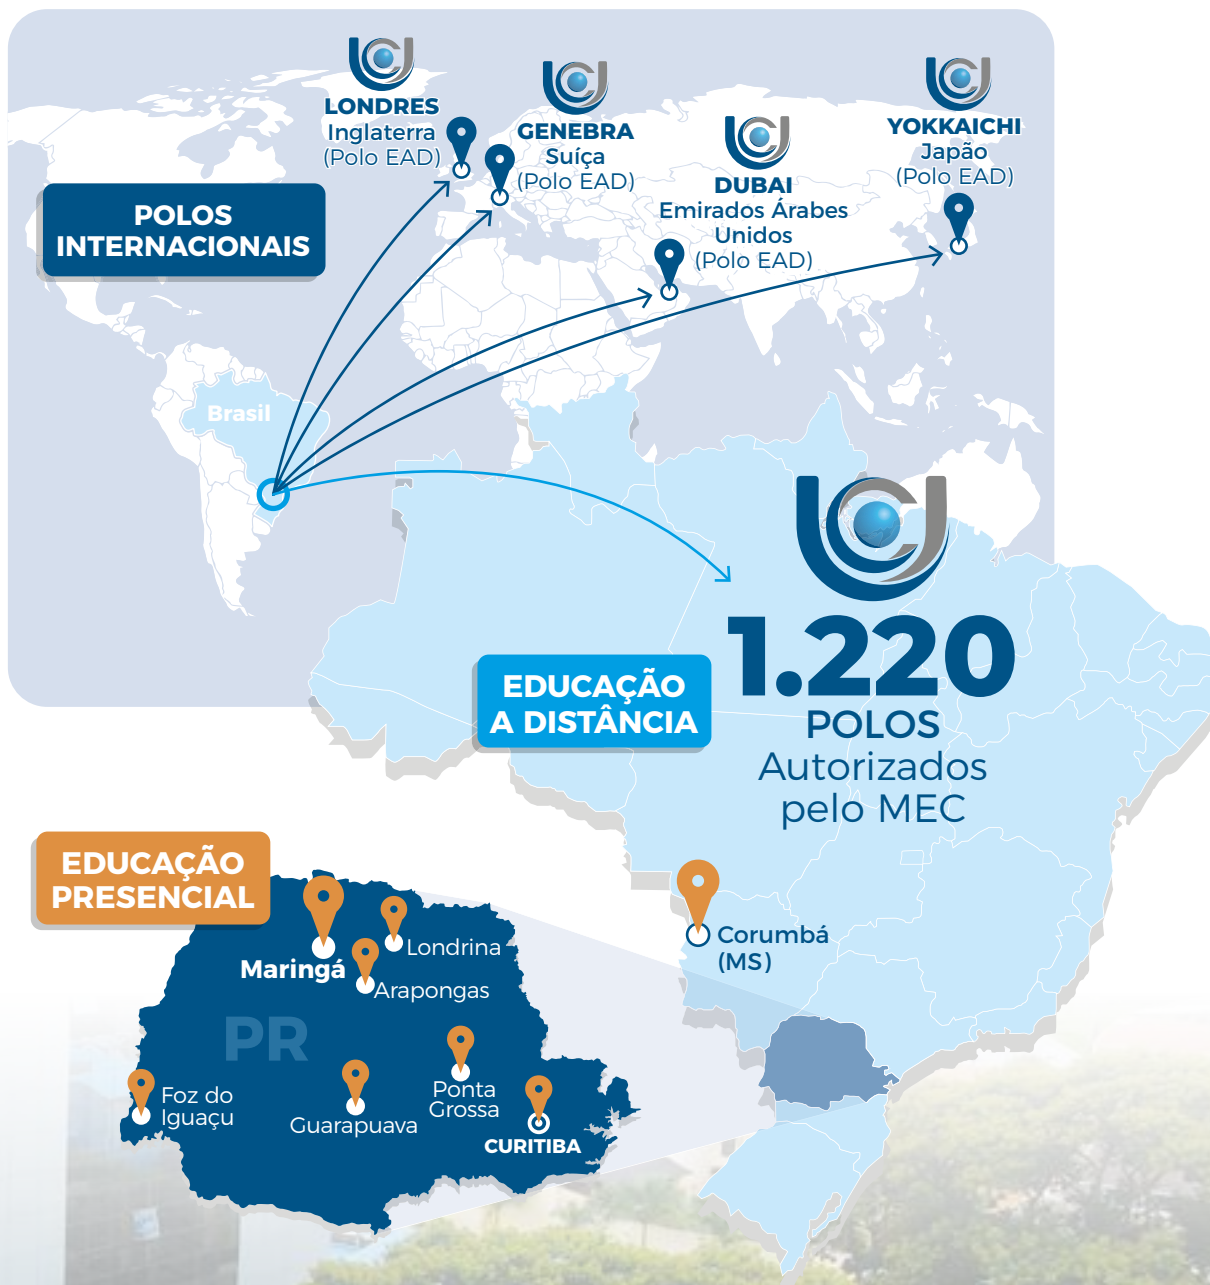 LONDRES
Inglaterra
(Polo EAD)
GENEBRA
Suíça
(Polo EAD)
DUBAI
Emirados Árabes
Unidos
(Polo EAD)
YOKKAICHI
Japão
(Polo EAD)
POLOS
INTERNACIONAIS
Brasil
1.220
POLOS
Autorizados
pelo MEC
EDUCAÇÃO
A DISTÂNCIA
EDUCAÇÃO
PRESENCIAL
Maringá
Londrina
Arapongas
PR
Foz do
Iguaçu
Guarapuava
Ponta
Grossa
CURITIBA
Corumbá
(MS)